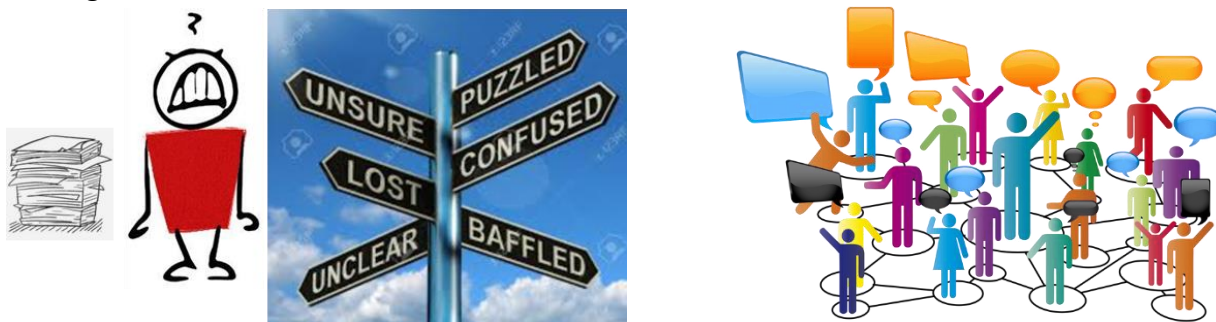 ?
PUZZLED
UNSURE
CONFUSED
LOST
BAFFLED
UNCLEAR